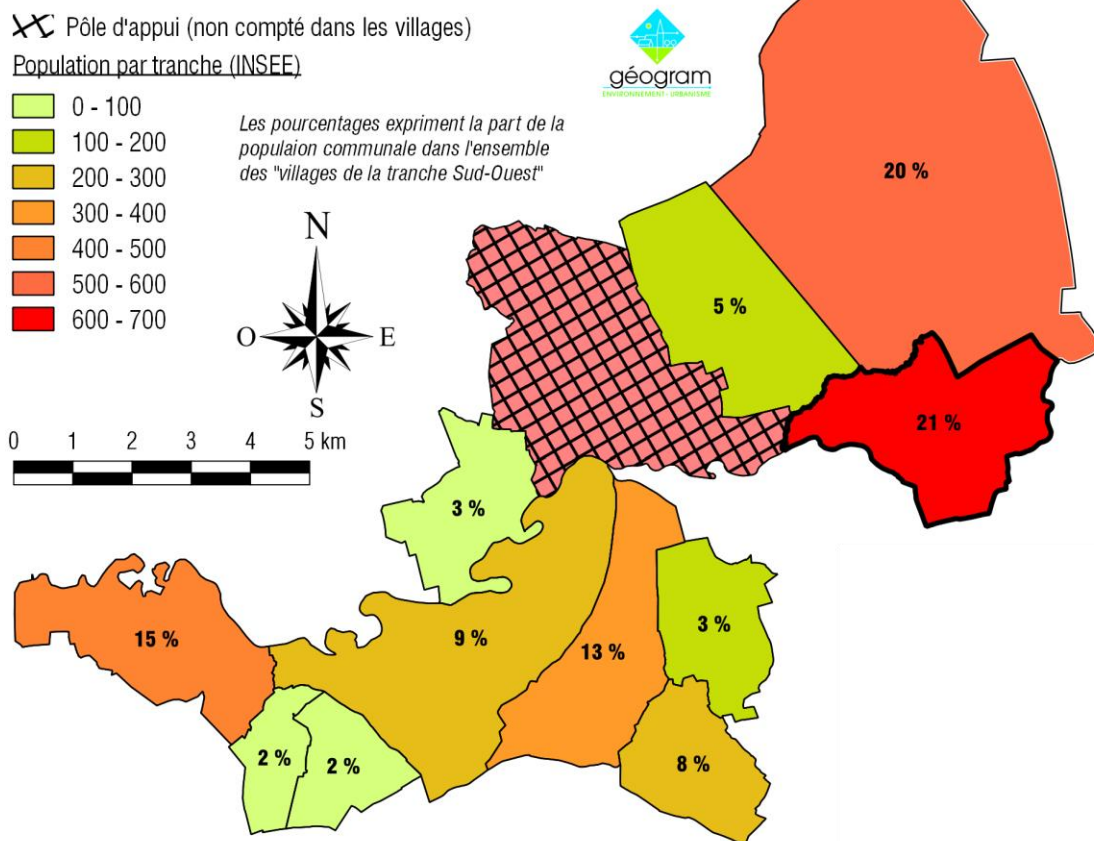 Pôle d'appui (non compté dans les villages)
Population par tranche (INSEE)
0 - 100
100 - 200
200 - 300
300 - 400
400 - 500
500 - 600
600 - 700
Les pourcentages expriment la part de la
populaion communale dans l'ensemble
des "villages de la tranche Sud-Ouest"
géogram
ENVIRONNEMENT - URBANISME
N
O
E
S
0 1 2 3 4 5 km
20 %
5 %
21 %
3 %
15 %
9 %
13 %
3 %
2 %
2 %
8 %